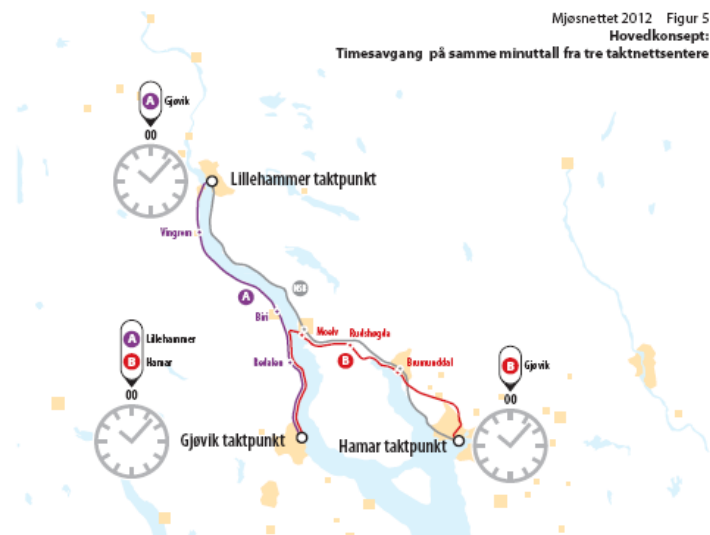 Mjøsnettet 2012 Figur 5
Hovedkonsept:
Timesavgang på samme minuttall fra tre taktnettsentere
A Gjøvik
00
Lillehammer taktpunkt
Vingrom
NSB
A
Biri
Moelv
Rudshøgda
B
Brumunddal
Redalen
A Lillehammer
B Hamar
00
B Gjøvik
00
Gjøvik taktpunkt
Hamar taktpunkt